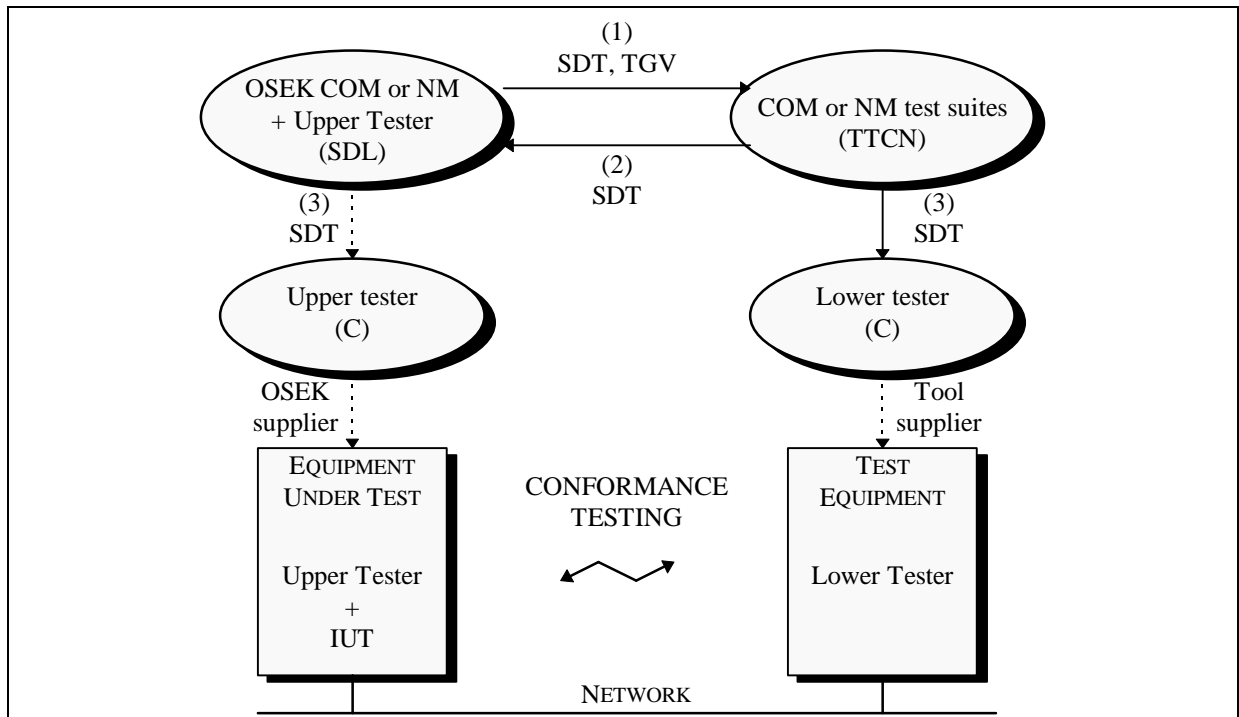 (1)
SDT, TGV
OSEK COM or NM
+ Upper Tester
(SDL)
COM or NM test suites
(TTCN)
(2)
SDT
(3)
SDT
(3)
SDT
Upper tester
(C)
Lower tester
(C)
OSEK
supplier
Tool
supplier
EQUIPMENT
UNDER TEST
Upper Tester
+
IUT
CONFORMANCE
TESTING
TEST
EQUIPMENT
Lower Tester
NETWORK